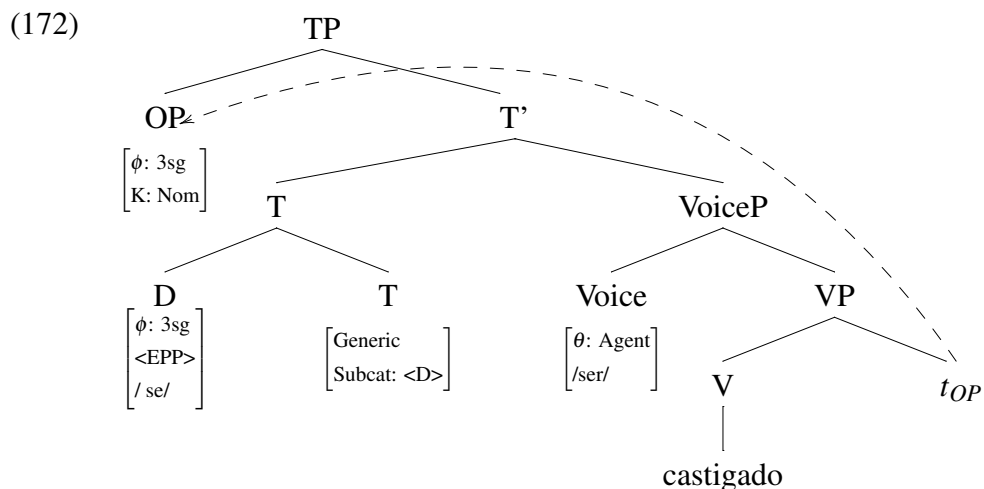 (172) TP
OP T’
ϕ: 3sg
K: Nom
T VoiceP
D T Voice VP
ϕ: 3sg
<EPP>
/ se/
Generic
Subcat: <D>
θ: Agent
/ser/
V t_OP
castigado